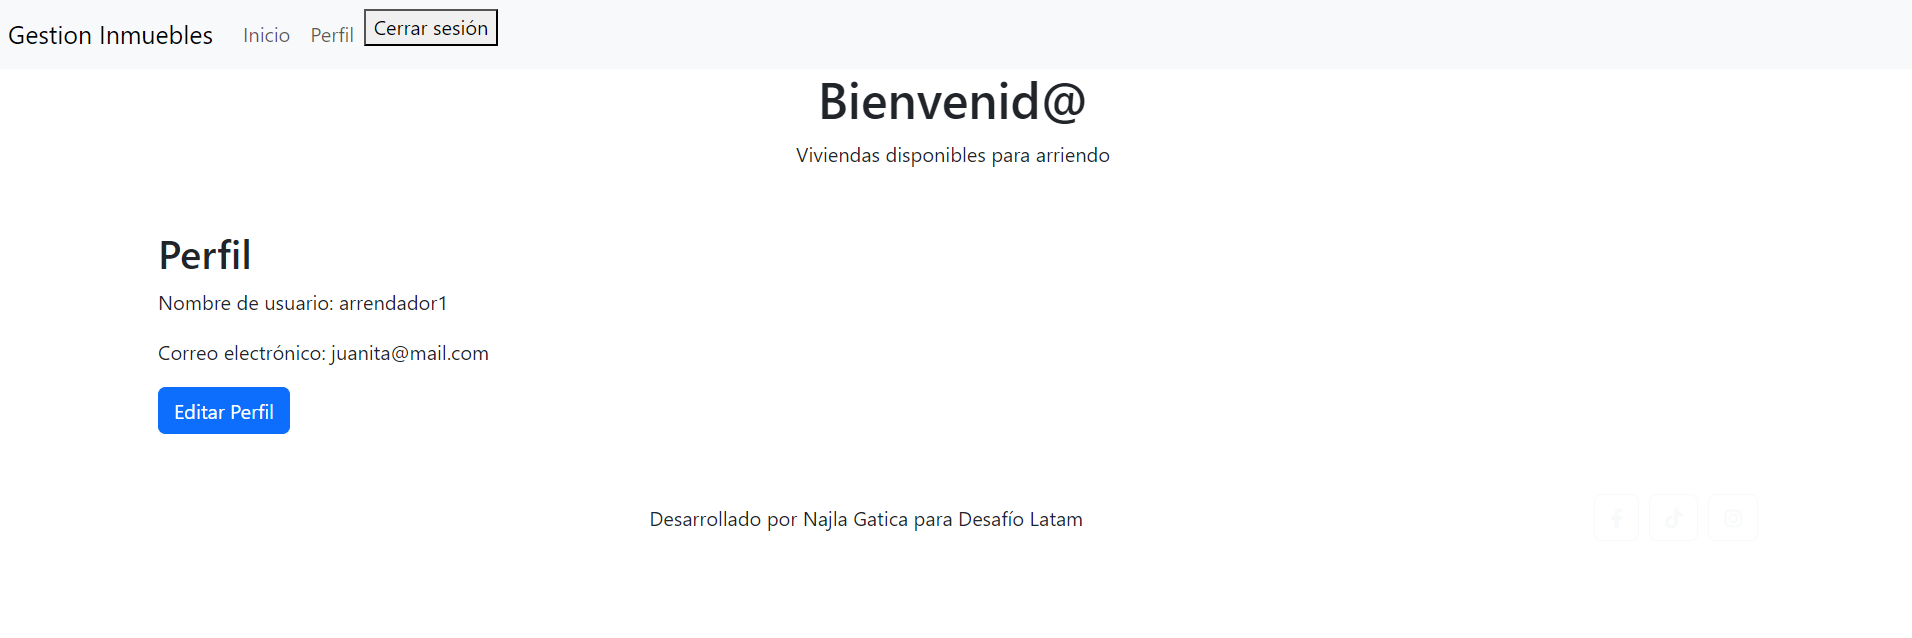 Gestion Inmuebles Inicio Perfil Cerrar sesión
Bienvenid@
Viviendas disponibles para arriendo
Perfil
Nombre de usuario: arrendador1
Correo electrónico: juanita@mail.com
Editar Perfil
Desarrollado por Najla Gatica para Desafío Latam